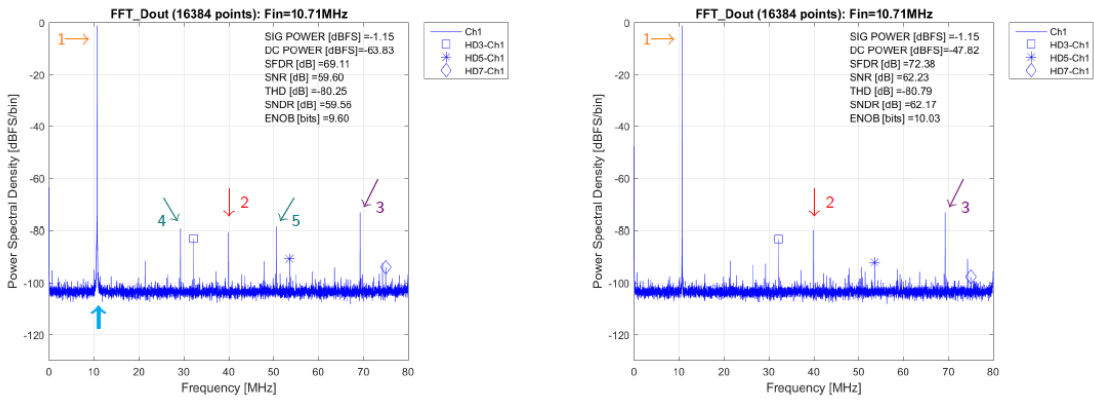 FFT_Dout (16384 points): Fin=10.71MHz
SIG POWER [dBFS] =-1.15
DC POWER [dBFS]=-63.83
SFDR [dB] =69.11
SNR [dB] =59.60
THD [dB] =-80.25
SNDR [dB] =59.56
ENOB [bits] =9.60
Ch1
HD3-Ch1
HD5-Ch1
HD7-Ch1
1
4
2
5
3
0
-20
-40
-60
-80
-100
-120
Power Spectral Density [dBFS/bin]
0 10 20 30 40 50 60 70 80
Frequency [MHz]
FFT_Dout (16384 points): Fin=10.71MHz
SIG POWER [dBFS] =-1.15
DC POWER [dBFS]=-47.82
SFDR [dB] =72.38
SNR [dB] =62.23
THD [dB] =-80.79
SNDR [dB] =62.17
ENOB [bits] =10.03
Ch1
HD3-Ch1
HD5-Ch1
HD7-Ch1
1
2
3
0
-20
-40
-60
-80
-100
-120
Power Spectral Density [dBFS/bin]
0 10 20 30 40 50 60 70 80
Frequency [MHz]